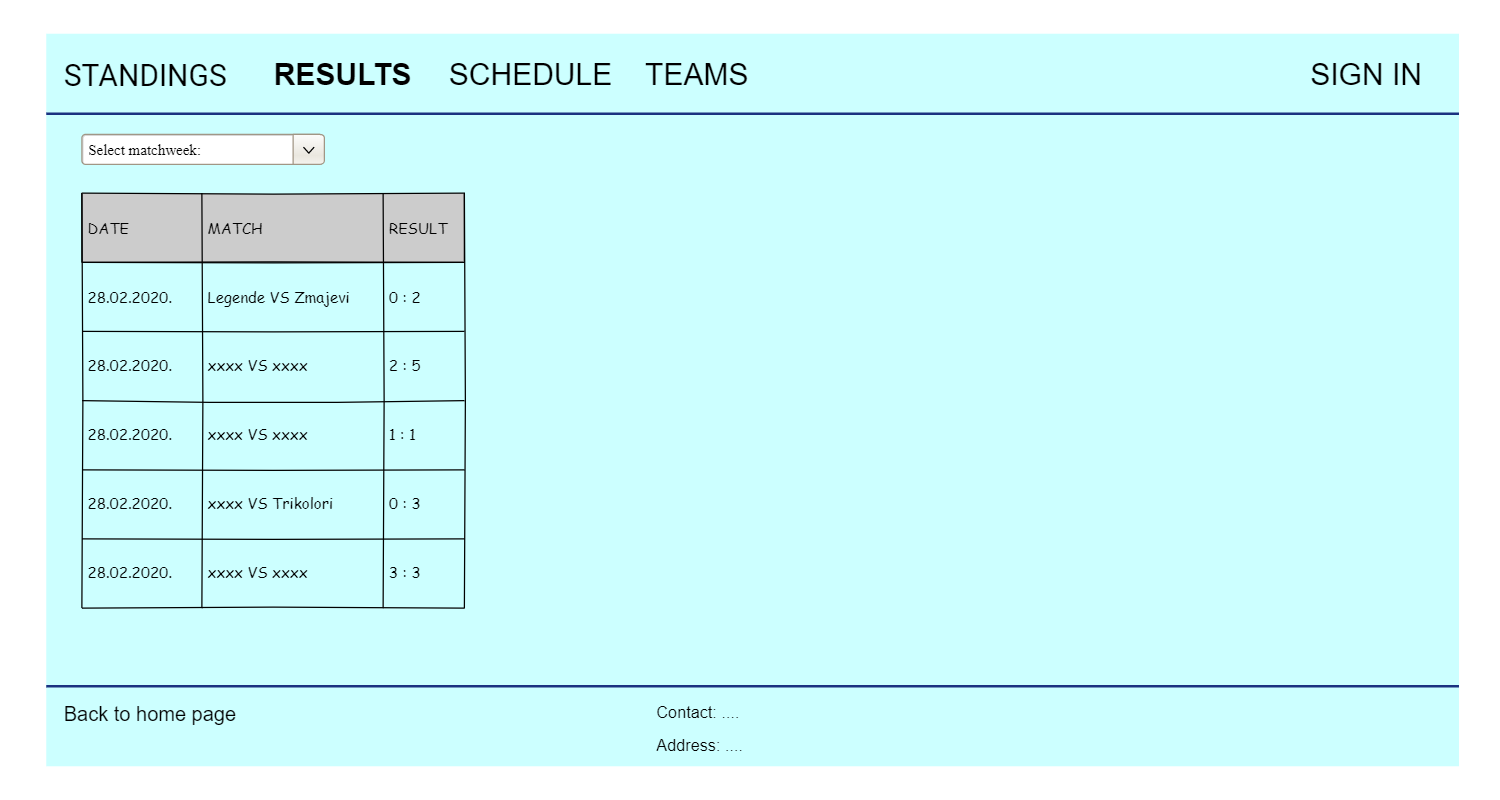 STANDINGS RESULTS SCHEDULE TEAMS SIGN IN
Select matchweek:
DATE MATCH RESULT
28.02.2020. Legende VS Zmajevi 0 : 2
28.02.2020. xxxx VS xxxx 2 : 5
28.02.2020. xxxx VS xxxx 1 : 1
28.02.2020. xxxx VS Trikolori 0 : 3
28.02.2020. xxxx VS xxxx 3 : 3
Back to home page Contact: ....
Address: ....